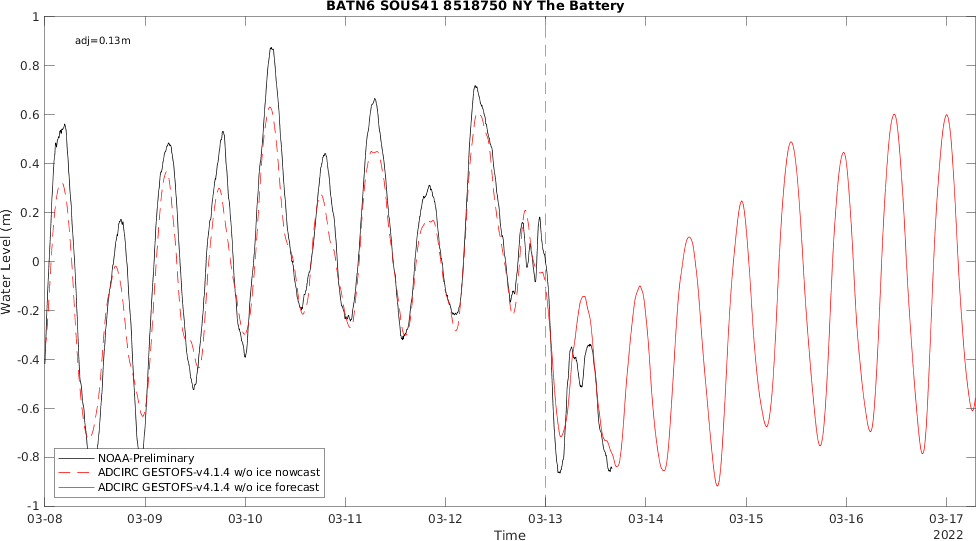 BATN6 SOUS41 8518750 NY The Battery
adj=0.13m
1
0.8
0.6
0.4
0.2
0
-0.2
-0.4
-0.6
-0.8
-1
Water Level (m)
NOAA-Preliminary
ADCIRC GESTOFS-v4.1.4 w/o ice nowcast
ADCIRC GESTOFS-v4.1.4 w/o ice forecast
03-08 03-09 03-10 03-11 03-12 03-13 03-14 03-15 03-16 03-17
Time
2022